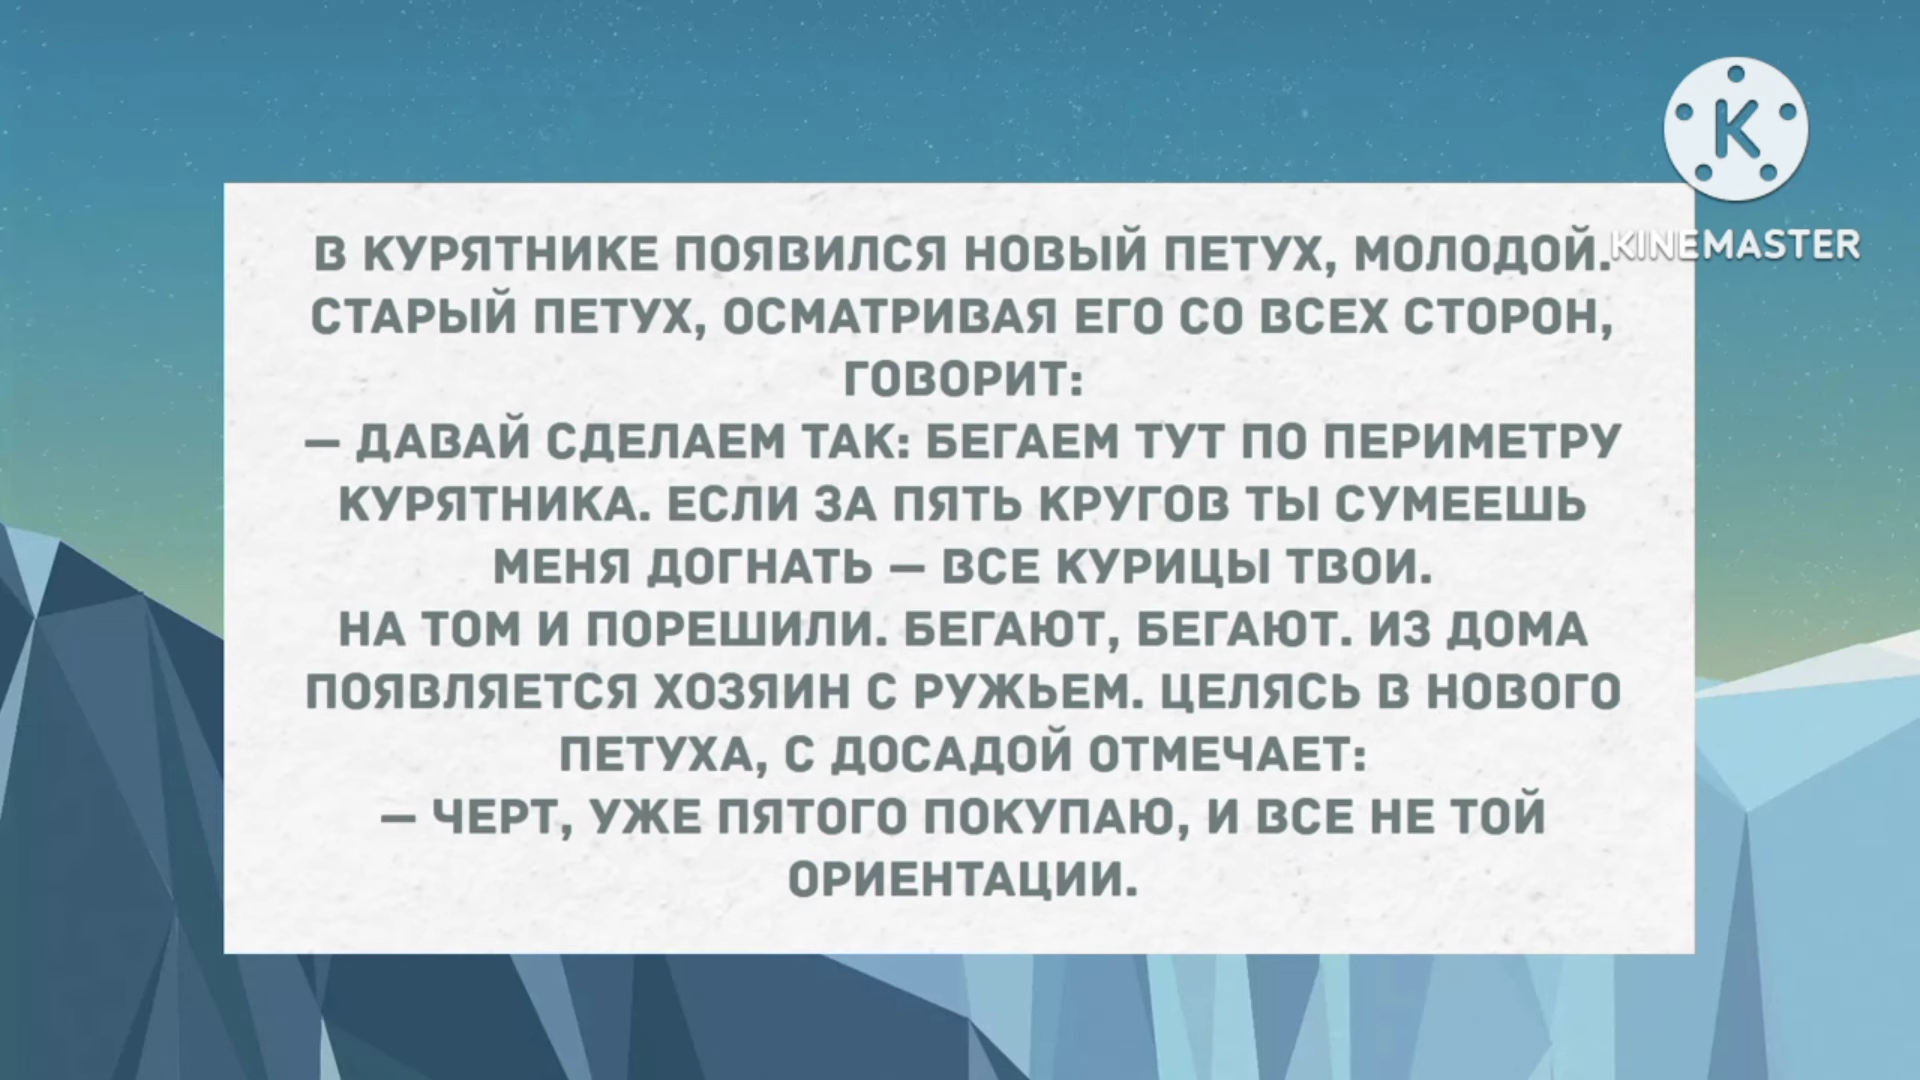 В КУРЯТНИКЕ ПОЯВИЛСЯ НОВЫЙ ПЕТУХ, МОЛОДОЙ.
СТАРЫЙ ПЕТУХ, ОСМАТРИВАЯ ЕГО СО ВСЕХ СТОРОН,
ГОВОРИТ:
— ДАВАЙ СДЕЛАЕМ ТАК: БЕГАЕМ ТУТ ПО ПЕРИМЕТРУ
КУРЯТНИКА. ЕСЛИ ЗА ПЯТЬ КРУГОВ ТЫ СУМЕЕШЬ
МЕНЯ ДОГНАТЬ — ВСЕ КУРИЦЫ ТВОИ.
НА ТОМ И ПОРЕШИЛИ. БЕГАЮТ, БЕГАЮТ. ИЗ ДОМА
ПОЯВЛЯЕТСЯ ХОЗЯИН С РУЖЬЕМ. ЦЕЛЯСЬ В НОВОГО
ПЕТУХА, С ДОСАДОЙ ОТМЕЧАЕТ:
— ЧЕРТ, УЖЕ ПЯТОГО ПОКУПАЮ, И ВСЕ НЕ ТОЙ
ОРИЕНТАЦИИ.
K
KINEMASTER